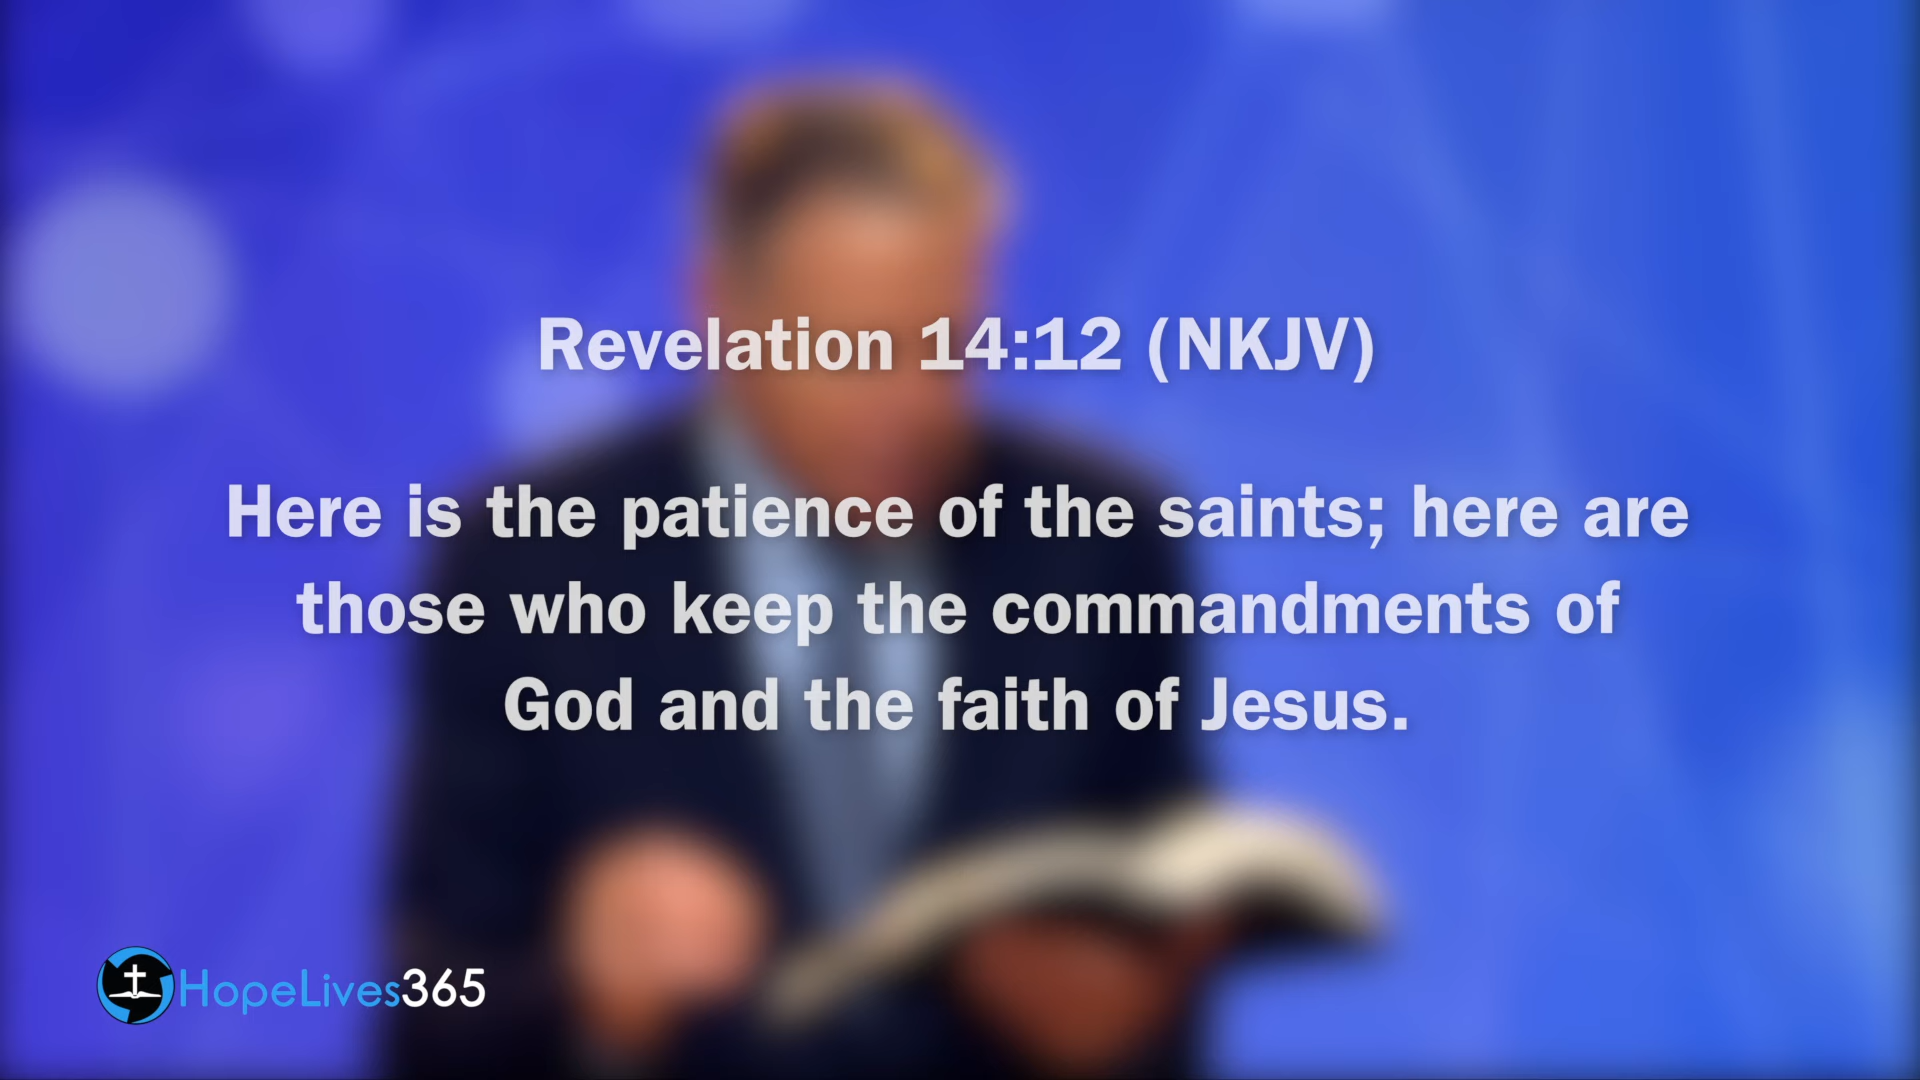 Revelation 14:12 (NKJV)
Here is the patience of the saints; here are
those who keep the commandments of
God and the faith of Jesus.
HopeLives365